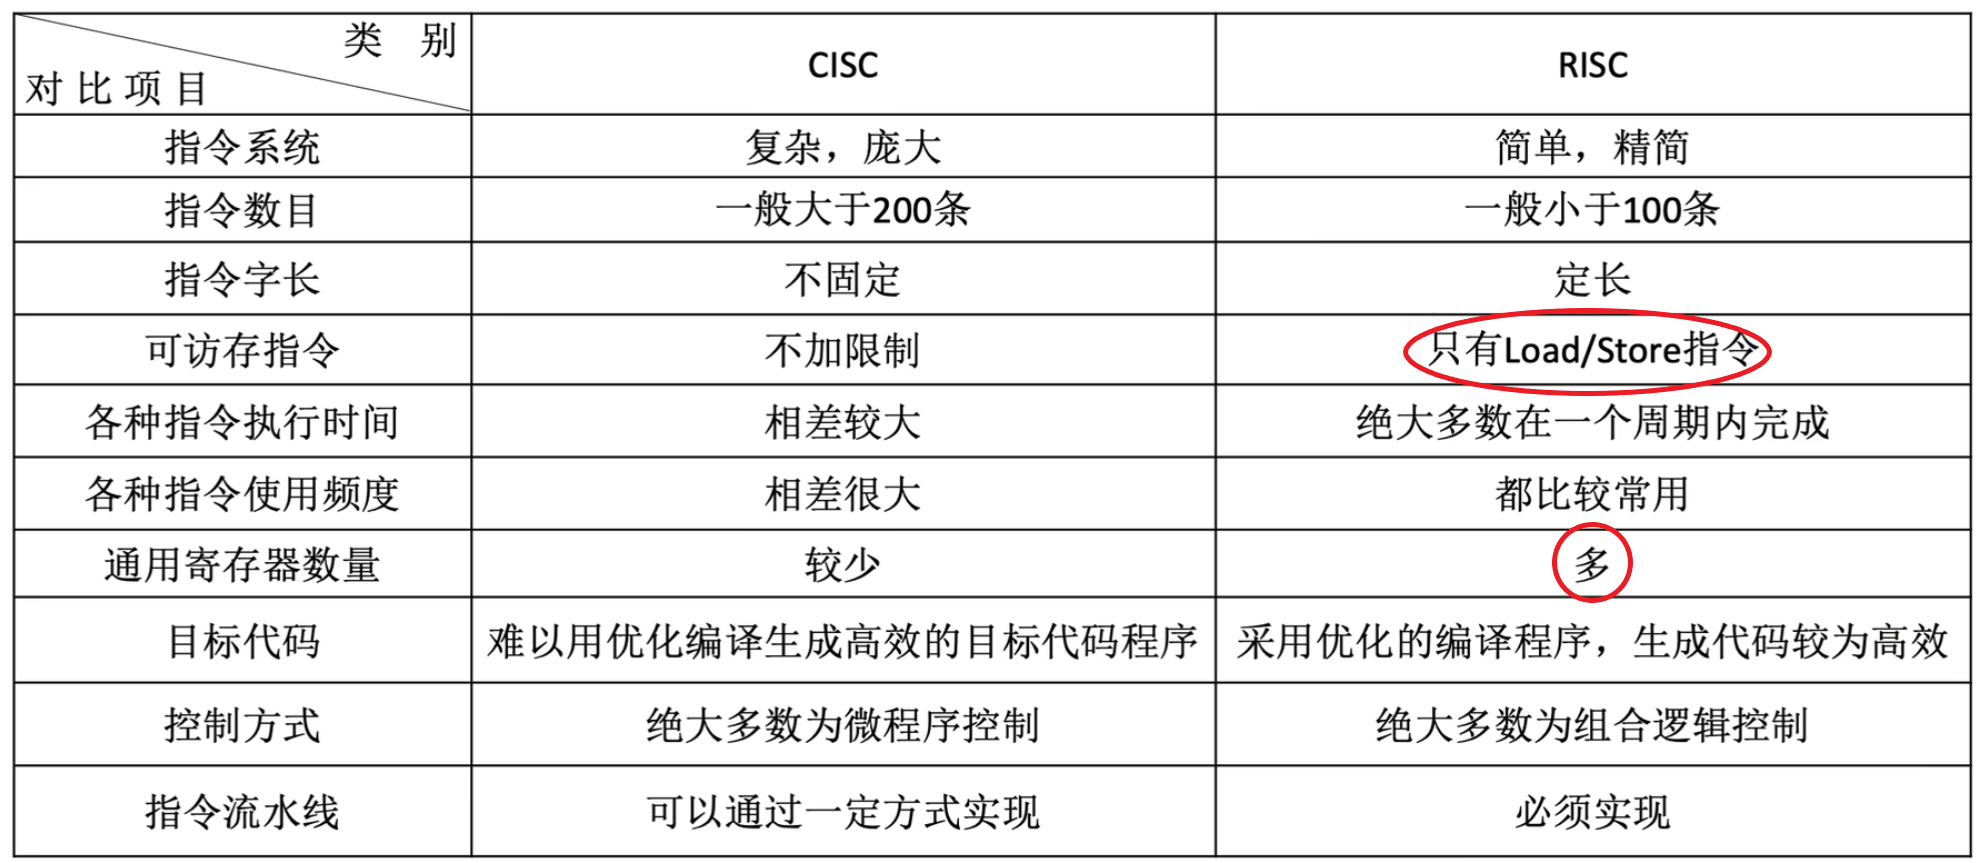 类 别
对比项目
CISC
RISC
指令系统
复杂，庞大
简单，精简
指令数目
一般大于200条
一般小于100条
指令字长
不固定
定长
可访存指令
不加限制
只有Load/Store指令
各种指令执行时间
相差较大
绝大多数在一个周期内完成
各种指令使用频度
相差很大
都比较常用
通用寄存器数量
较少
多
目标代码
难以用优化编译生成高效的目标代码程序
采用优化的编译程序，生成代码较为高效
控制方式
绝大多数为微程序控制
绝大多数为组合逻辑控制
指令流水线
可以通过一定方式实现
必须实现